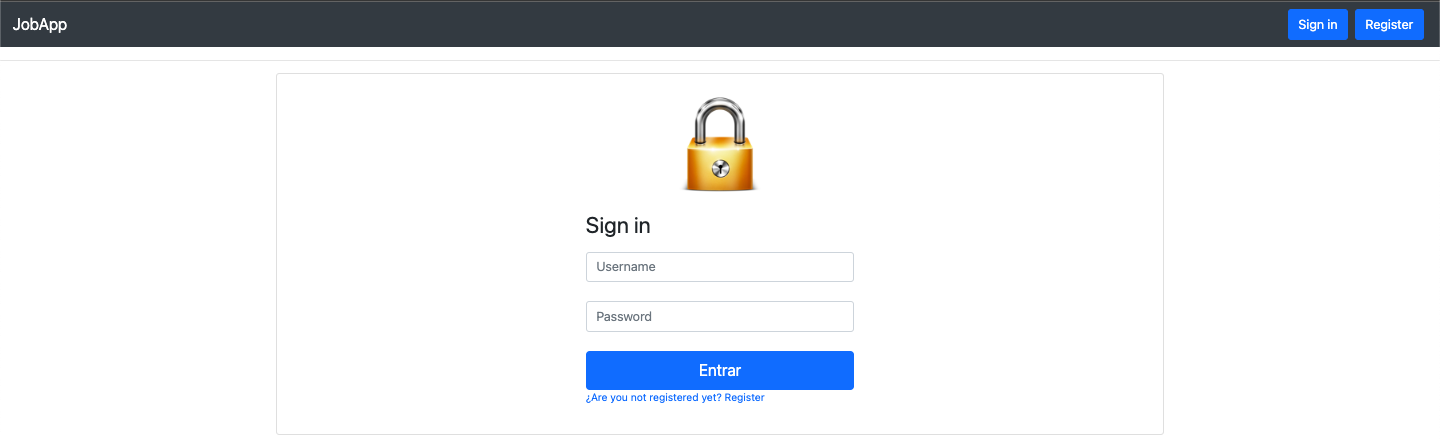 JobApp
Sign in
Register
Sign in
Username
Password
Entrar
¿Are you not registered yet? Register